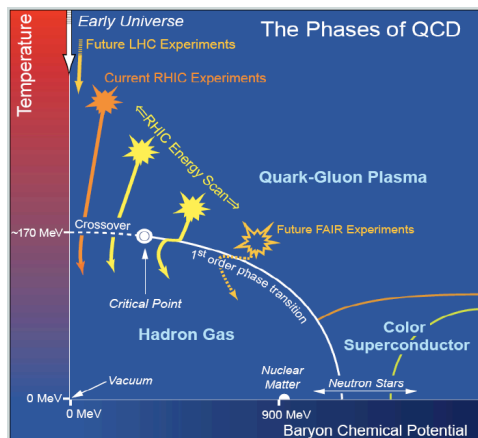 Early Universe
The Phases of QCD
Temperature
Future LHC Experiments
Current RHIC Experiments
RHIC Energy Scan
Quark-Gluon Plasma
Crossover
~170 MeV
Future FAIR Experiments
1st order phase transition
Critical Point
Hadron Gas
Color
Superconductor
Nuclear
Matter
Neutron Stars
Vacuum
0 MeV
0 MeV
900 MeV
Baryon Chemical Potential